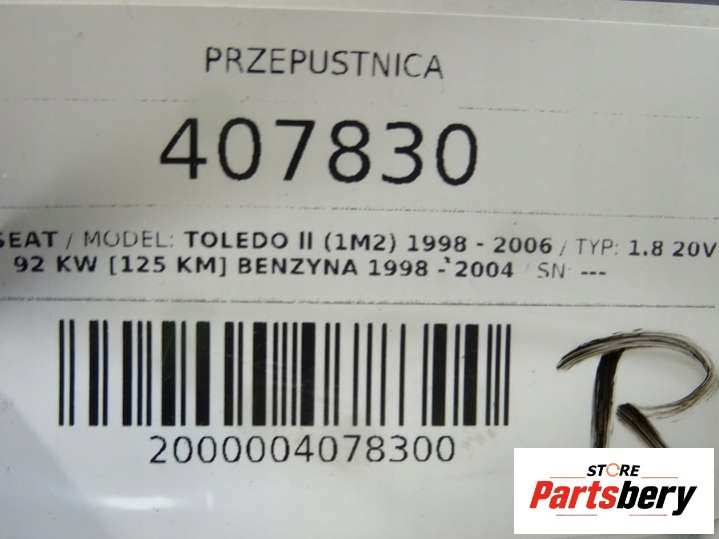 PRZEPUSTNICA
407830
SEAT / MODEL: TOLEDO II (1M2) 1998 - 2006 / TYP: 1.8 20V
92 KW [125 KM] BENZYNA 1998 - 2004 / SN: ---
2000004078300
R
STORE
Partsbery